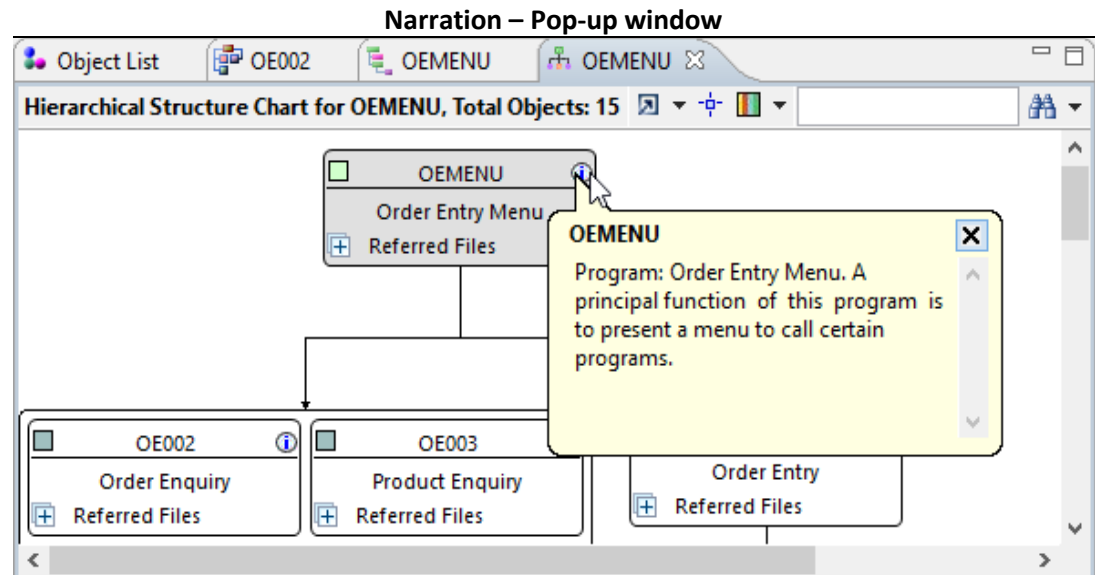 Narration – Pop-up window
Object List OE002 OEMENU OEMENU
Hierarchical Structure Chart for OEMENU, Total Objects: 15
OEMENU
Order Entry Menu
Referred Files
OEMENU
Program: Order Entry Menu. A
principal function of this program is
to present a menu to call certain
programs.
OE002
Order Enquiry
Referred Files
OE003
Product Enquiry
Referred Files
Order Entry
Referred Files